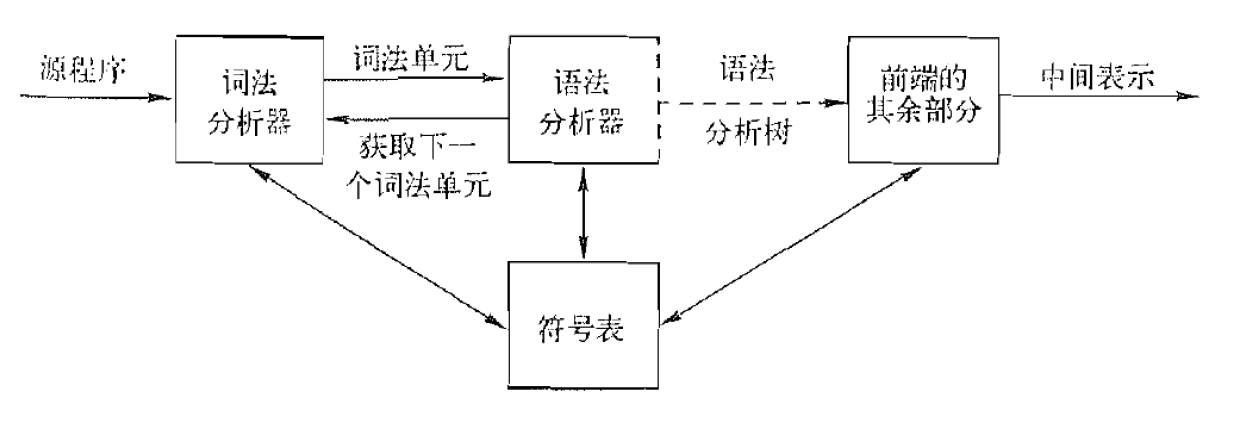 源程序
词法
分析器
词法单元
获取下一
个词法单元
语法
分析器
语法
分析树
前端的
其余部分
中间表示
符号表